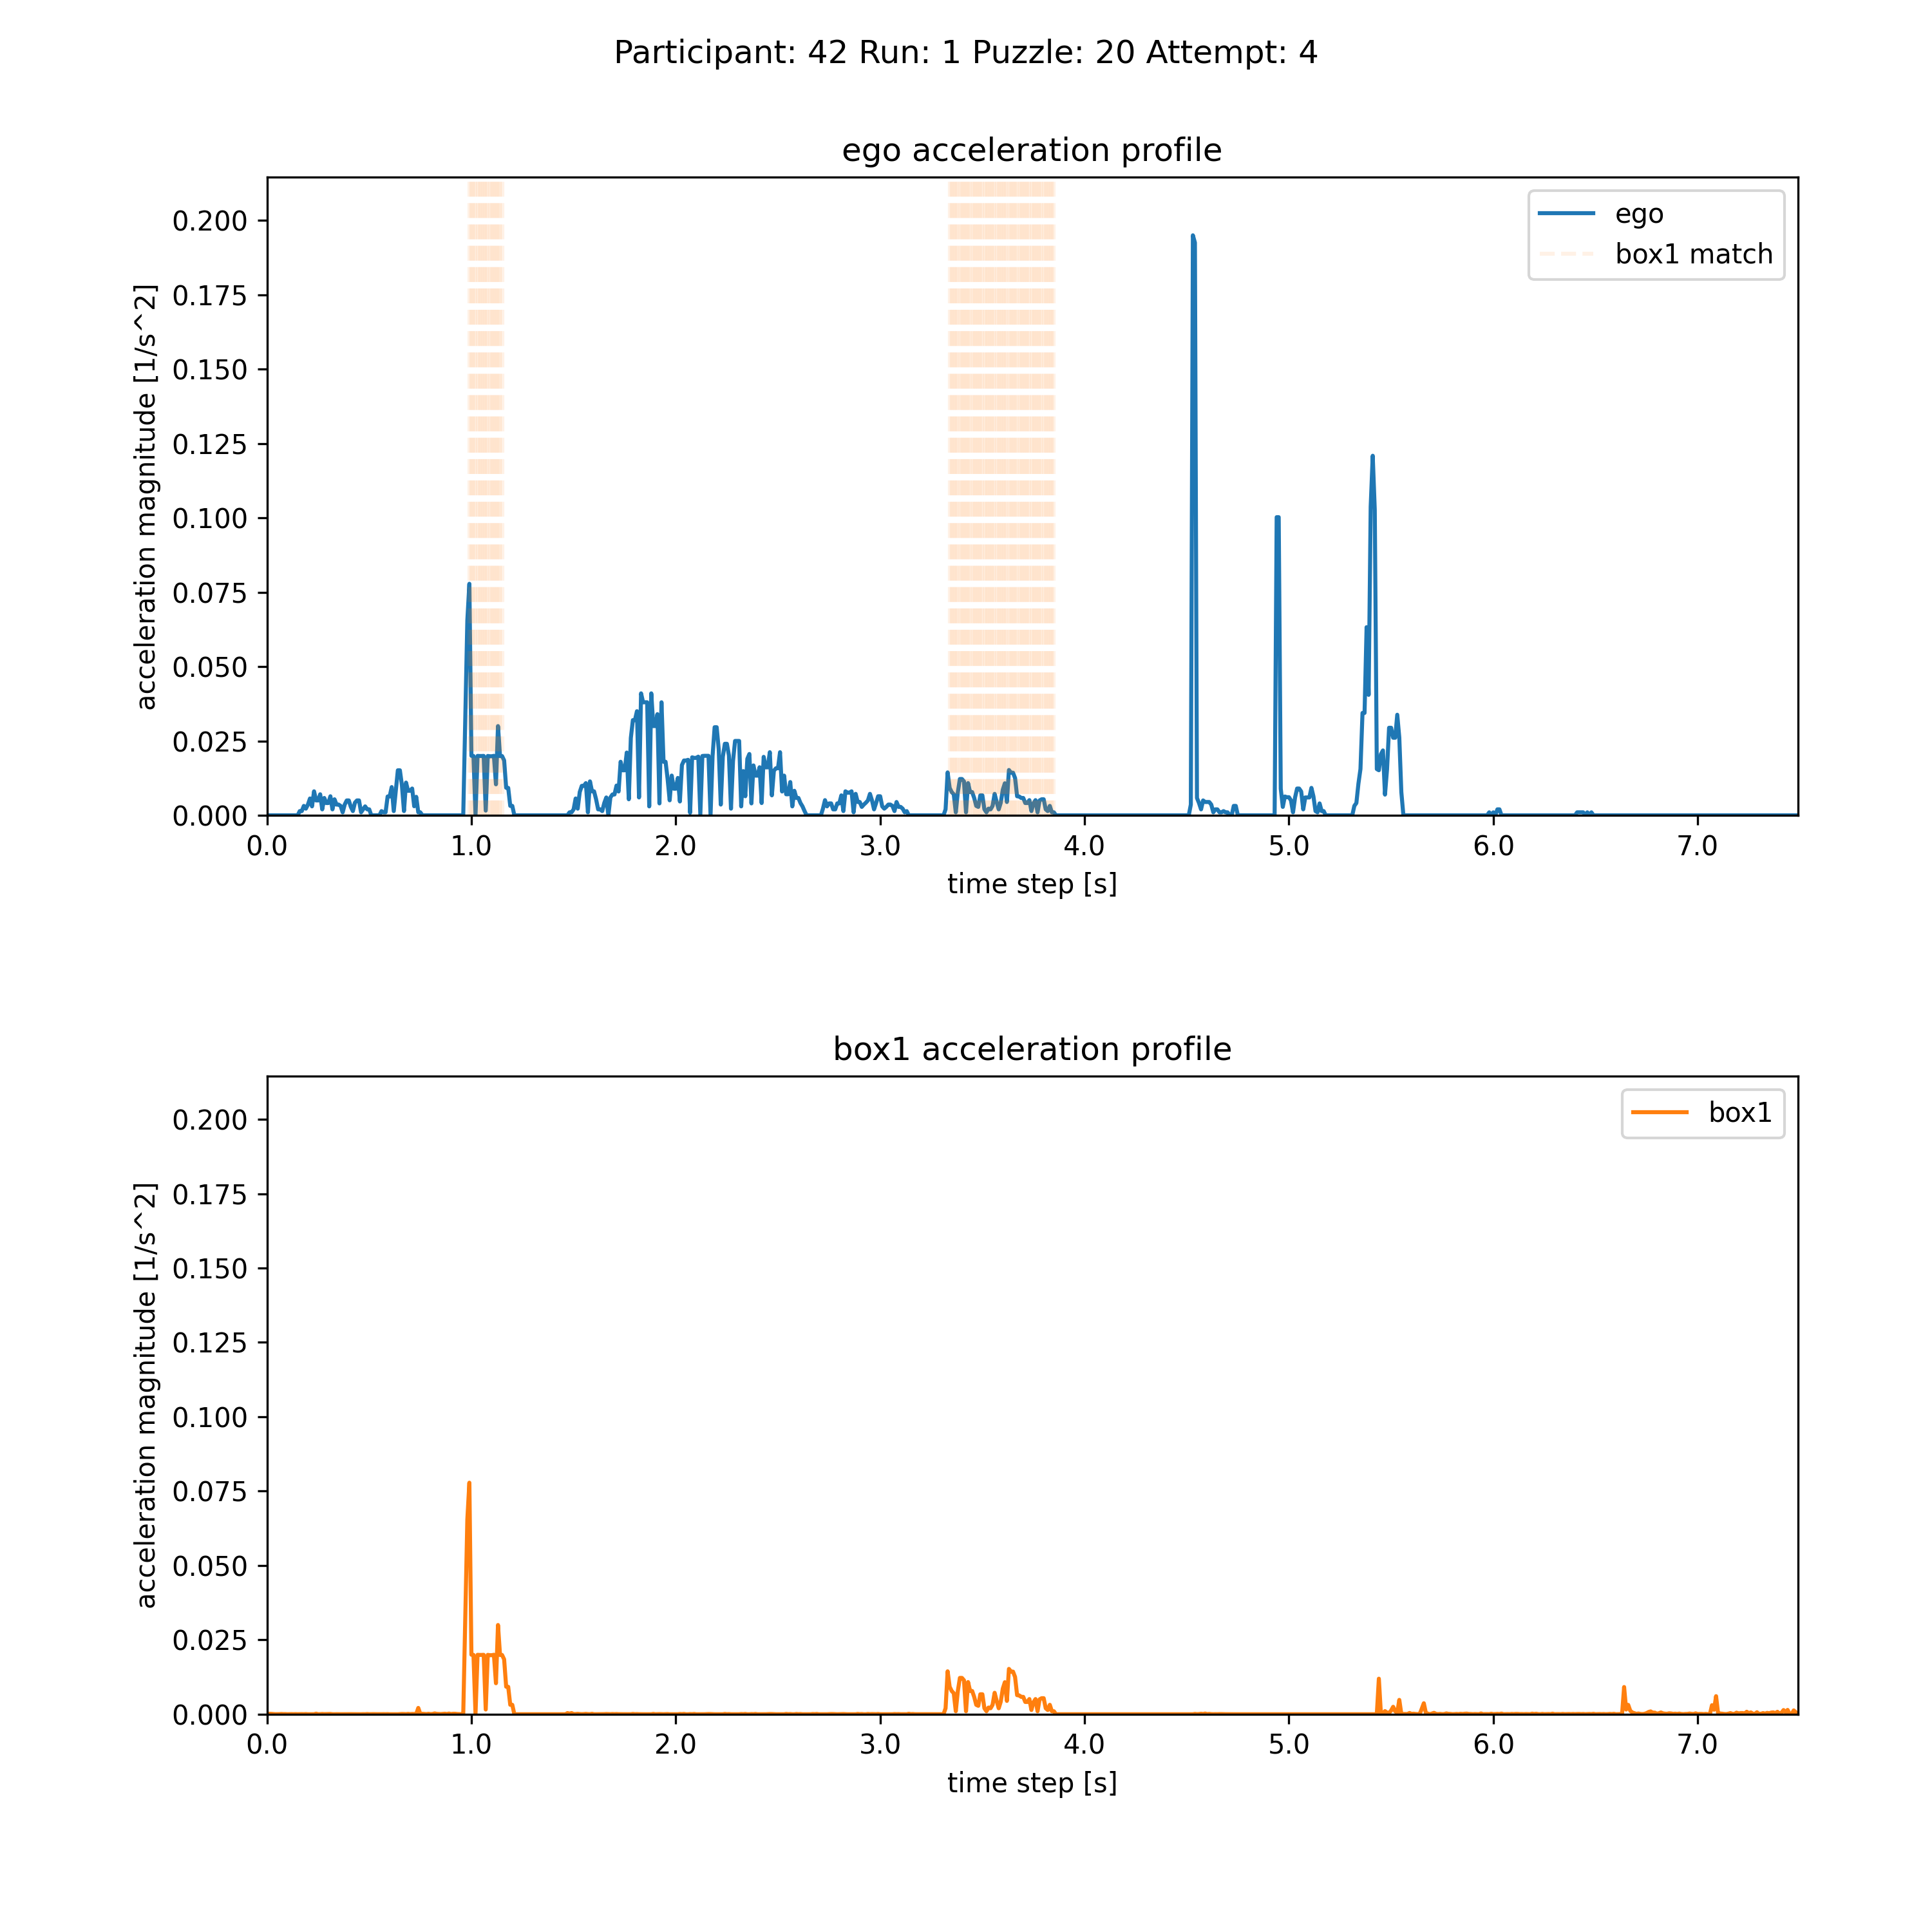 Participant: 42 Run: 1 Puzzle: 20 Attempt: 4
ego acceleration profile
acceleration magnitude [1/s^2]
0.200
0.175
0.150
0.125
0.100
0.075
0.050
0.025
0.000
ego
box1 match
0.0 1.0 2.0 3.0 4.0 5.0 6.0 7.0
time step [s]
box1 acceleration profile
acceleration magnitude [1/s^2]
0.200
0.175
0.150
0.125
0.100
0.075
0.050
0.025
0.000
box1
0.0 1.0 2.0 3.0 4.0 5.0 6.0 7.0
time step [s]